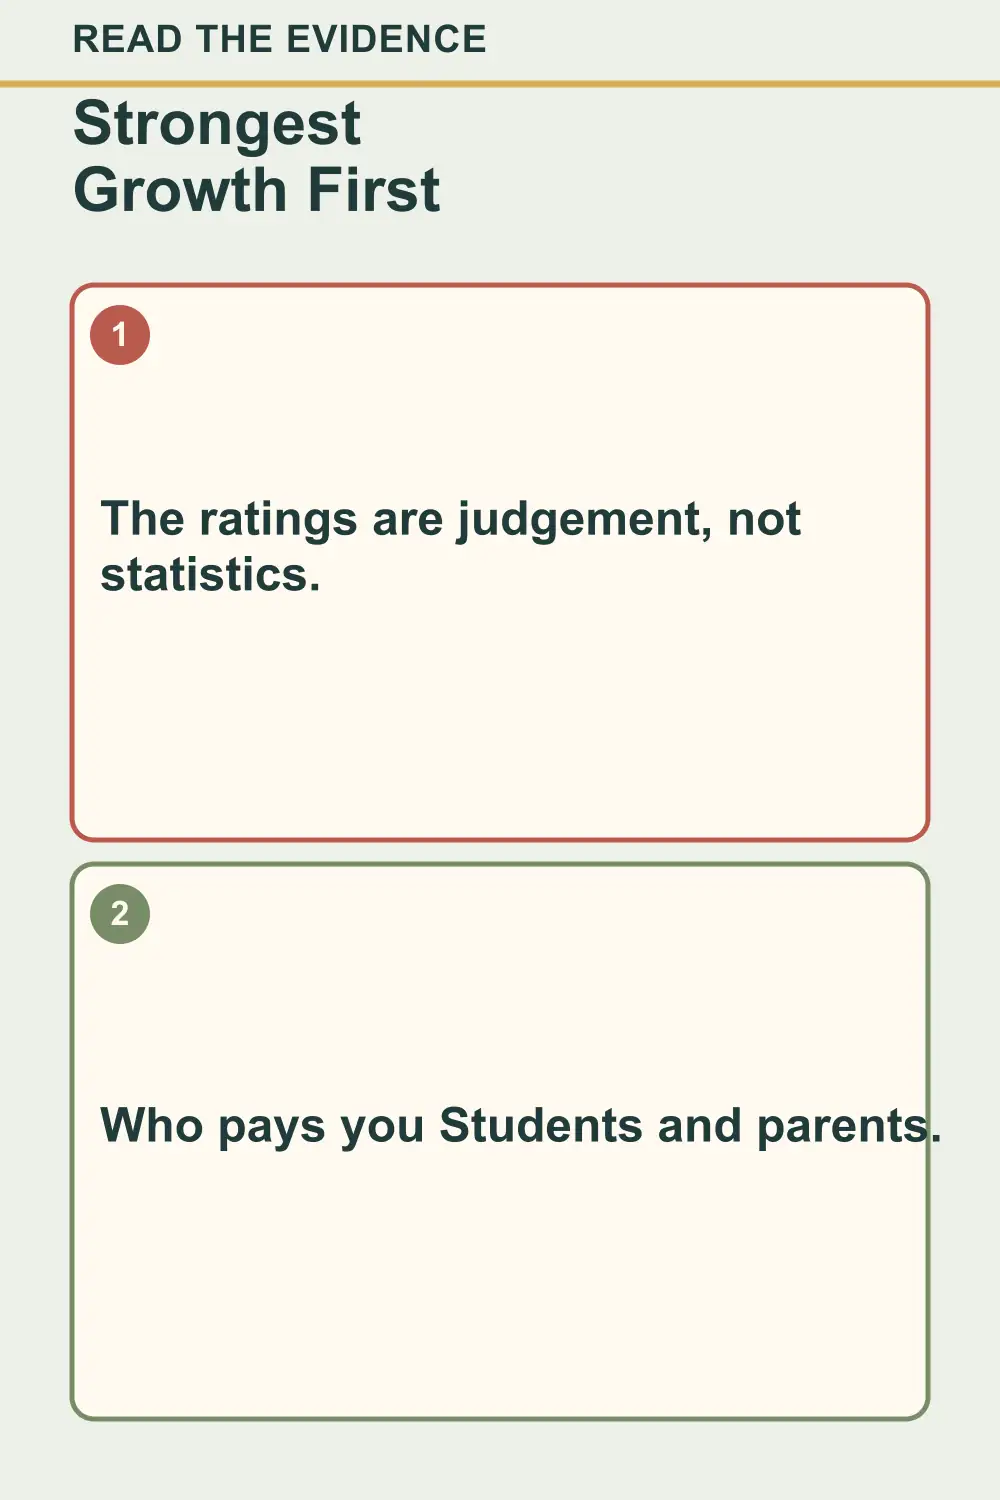 READ THE EVIDENCE
Strongest
Growth First
1
The ratings are judgement, not
statistics.
2
Who pays you Students and parents.